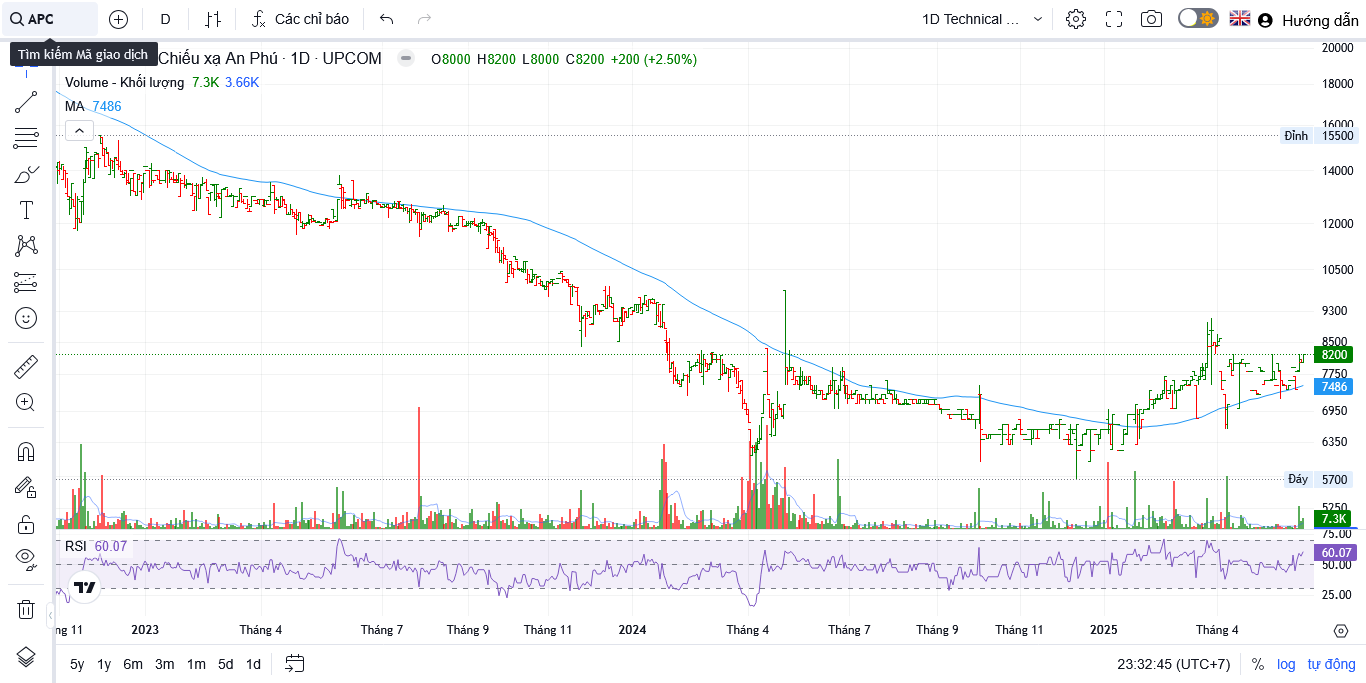 APC D Các chỉ báo 1D Technical ... Hướng dẫn
Tìm kiếm Mã giao dịch Chiếu xạ An Phú · 1D · UPCOM O8000 H8200 L8000 C8200 +200 (+2.50%)
Volume - Khối lượng 7.3K 3.66K
MA 7486
20000
18000
16000
Đỉnh 15500
14000
12000
10500
9300
8500
8200
7750
7486
6950
6350
Đáy 5700
5250
7.3K
75.00
RSI 60.07
60.07
50.00
25.00
ng 11 2023 Tháng 4 Tháng 7 Tháng 9 Tháng 11 2024 Tháng 4 Tháng 7 Tháng 9 Tháng 11 2025 Tháng 4
5y 1y 6m 3m 1m 5d 1d 23:32:45 (UTC+7) % log tự động